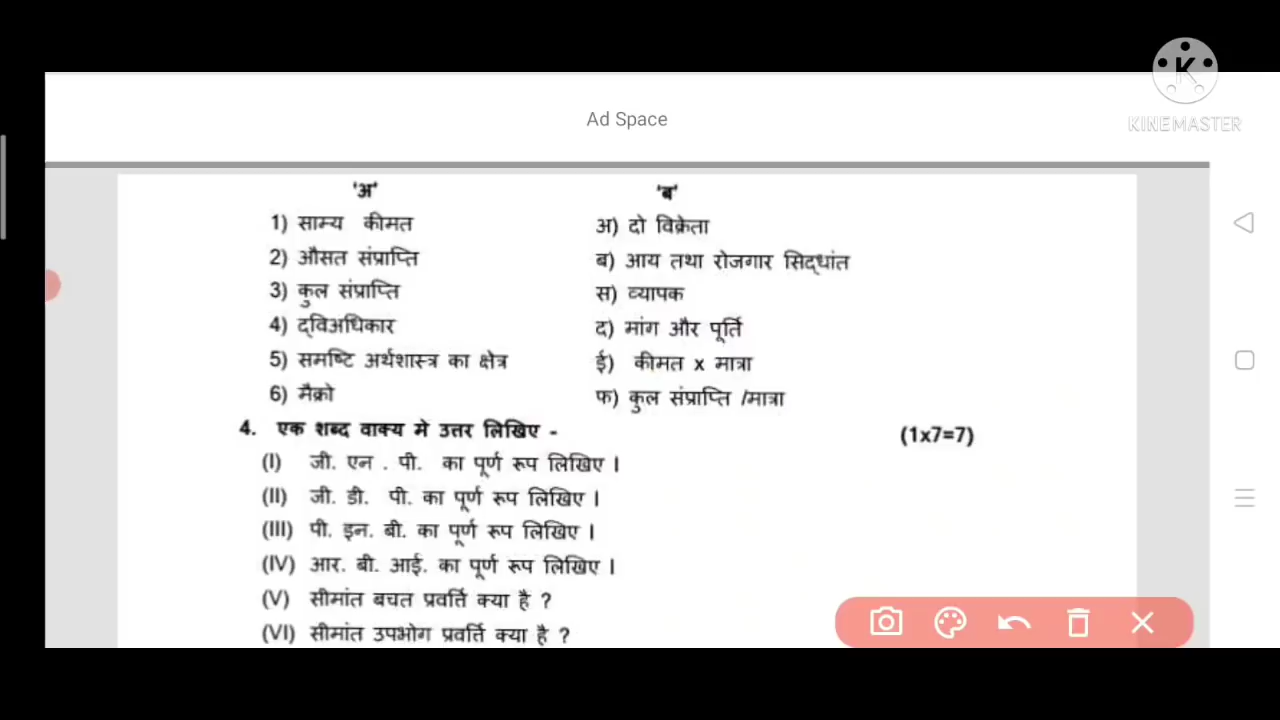 Ad Space
KINEMASTER
'अ' 'ब'
1) साम्य कीमत अ) दो विक्रेता
2) औसत संप्राप्ति ब) आय तथा रोजगार सिद्धांत
3) कुल संप्राप्ति स) व्यापक
4) द्विअधिकार द) मांग और पूर्ति
5) समष्टि अर्थशास्त्र का क्षेत्र ई) कीमत x मात्रा
6) मैक्रो फ) कुल संप्राप्ति /मात्रा
4. एक शब्द वाक्य मे उत्तर लिखिए - (1x7=7)
(I) जी. एन . पी. का पूर्ण रूप लिखिए ।
(II) जी. डी. पी. का पूर्ण रूप लिखिए ।
(III) पी. इन. बी. का पूर्ण रूप लिखिए ।
(IV) आर. बी. आई. का पूर्ण रूप लिखिए ।
(V) सीमांत बचत प्रवर्ति क्या है ?
(VI) सीमांत उपभोग प्रवर्ति क्या है ?